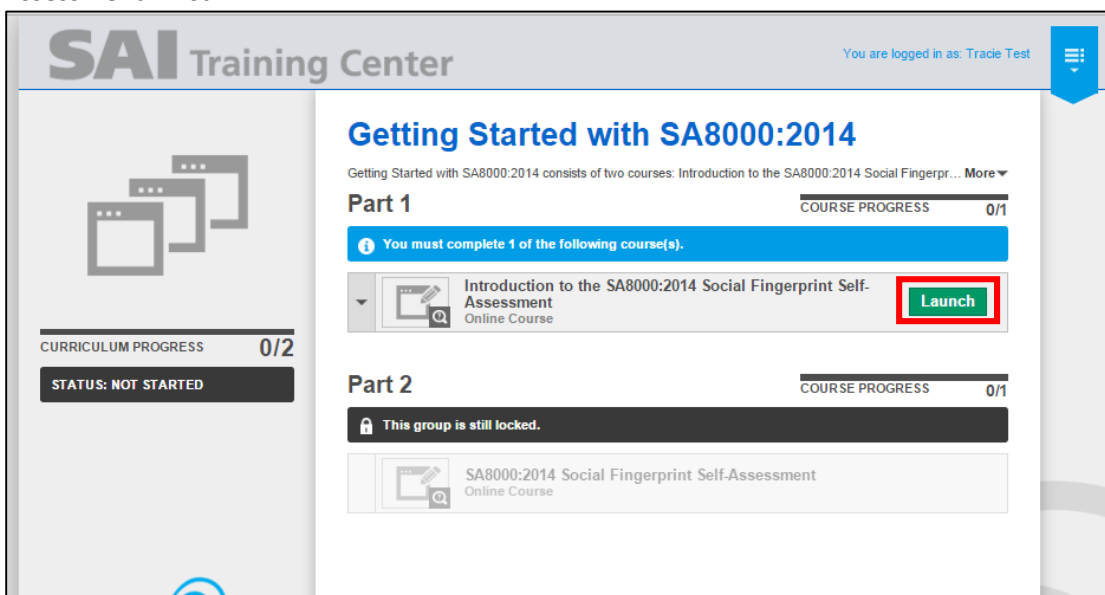 SAI Training Center
You are logged in as: Tracie Test
Getting Started with SA8000:2014
Getting Started with SA8000:2014 consists of two courses: Introduction to the SA8000:2014 Social Fingerpr... More
Part 1
COURSE PROGRESS 0/1
You must complete 1 of the following course(s).
Introduction to the SA8000:2014 Social Fingerprint Self-
Assessment
Online Course
Launch
CURRICULUM PROGRESS 0/2
STATUS: NOT STARTED
Part 2
COURSE PROGRESS 0/1
This group is still locked.
SA8000:2014 Social Fingerprint Self-Assessment
Online Course